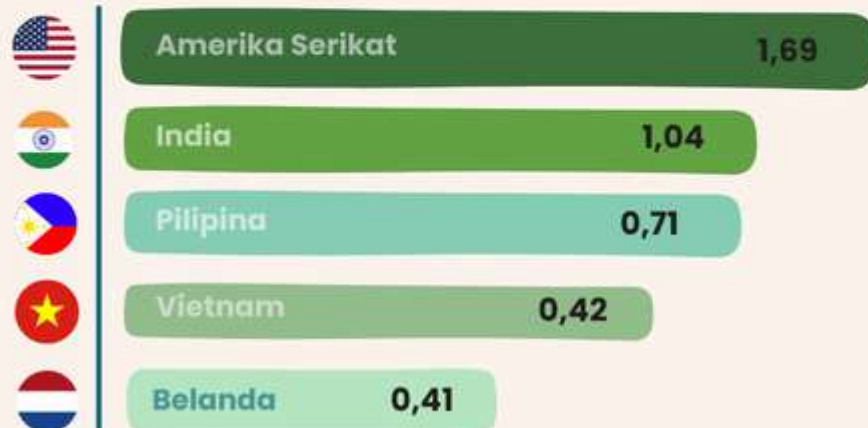 Amerika Serikat 1,69
India 1,04
Pilipina 0,71
Vietnam 0,42
Belanda 0,41